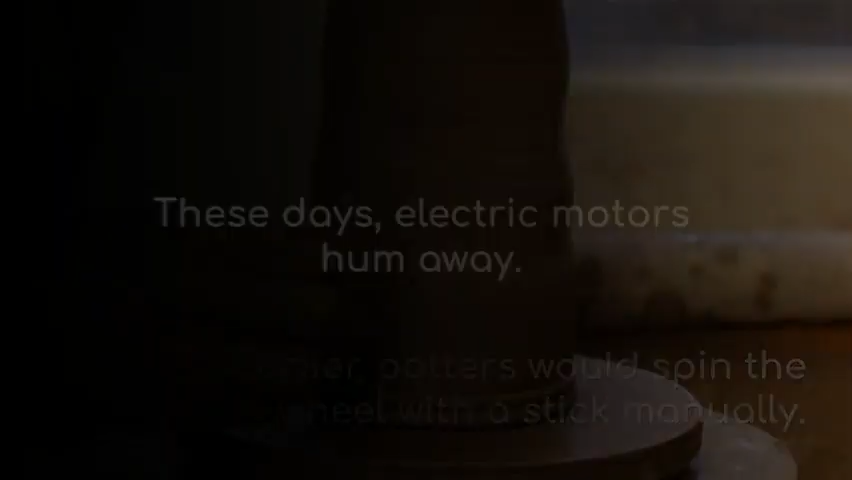 These days, electric motors
hum away.
potters would spin the
with a stick manually.